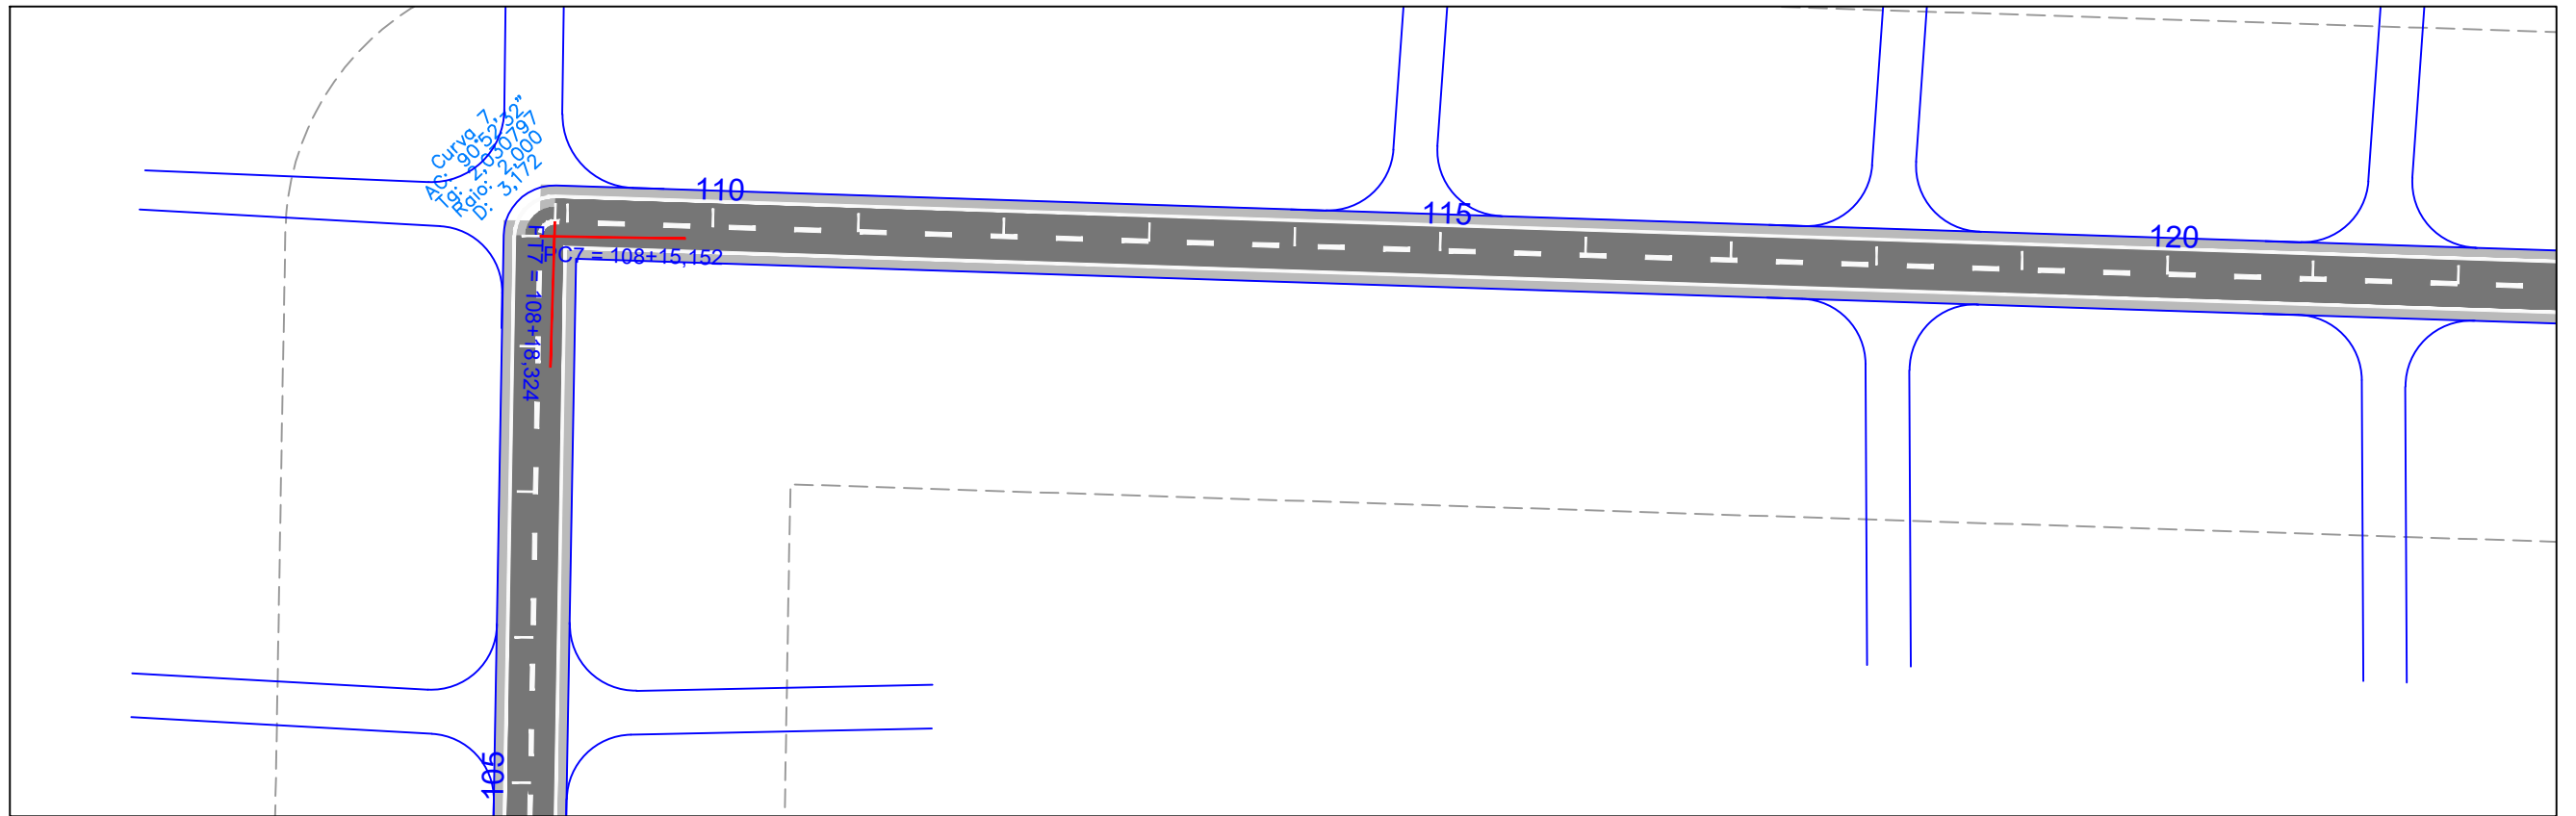 Curva 7
AC: 90°52'32"
Tg: 2,030797
Raio: 2,000
D: 3,172
110
115
120
PC7 = 108+15,152
PT7 = 108+18,324
105